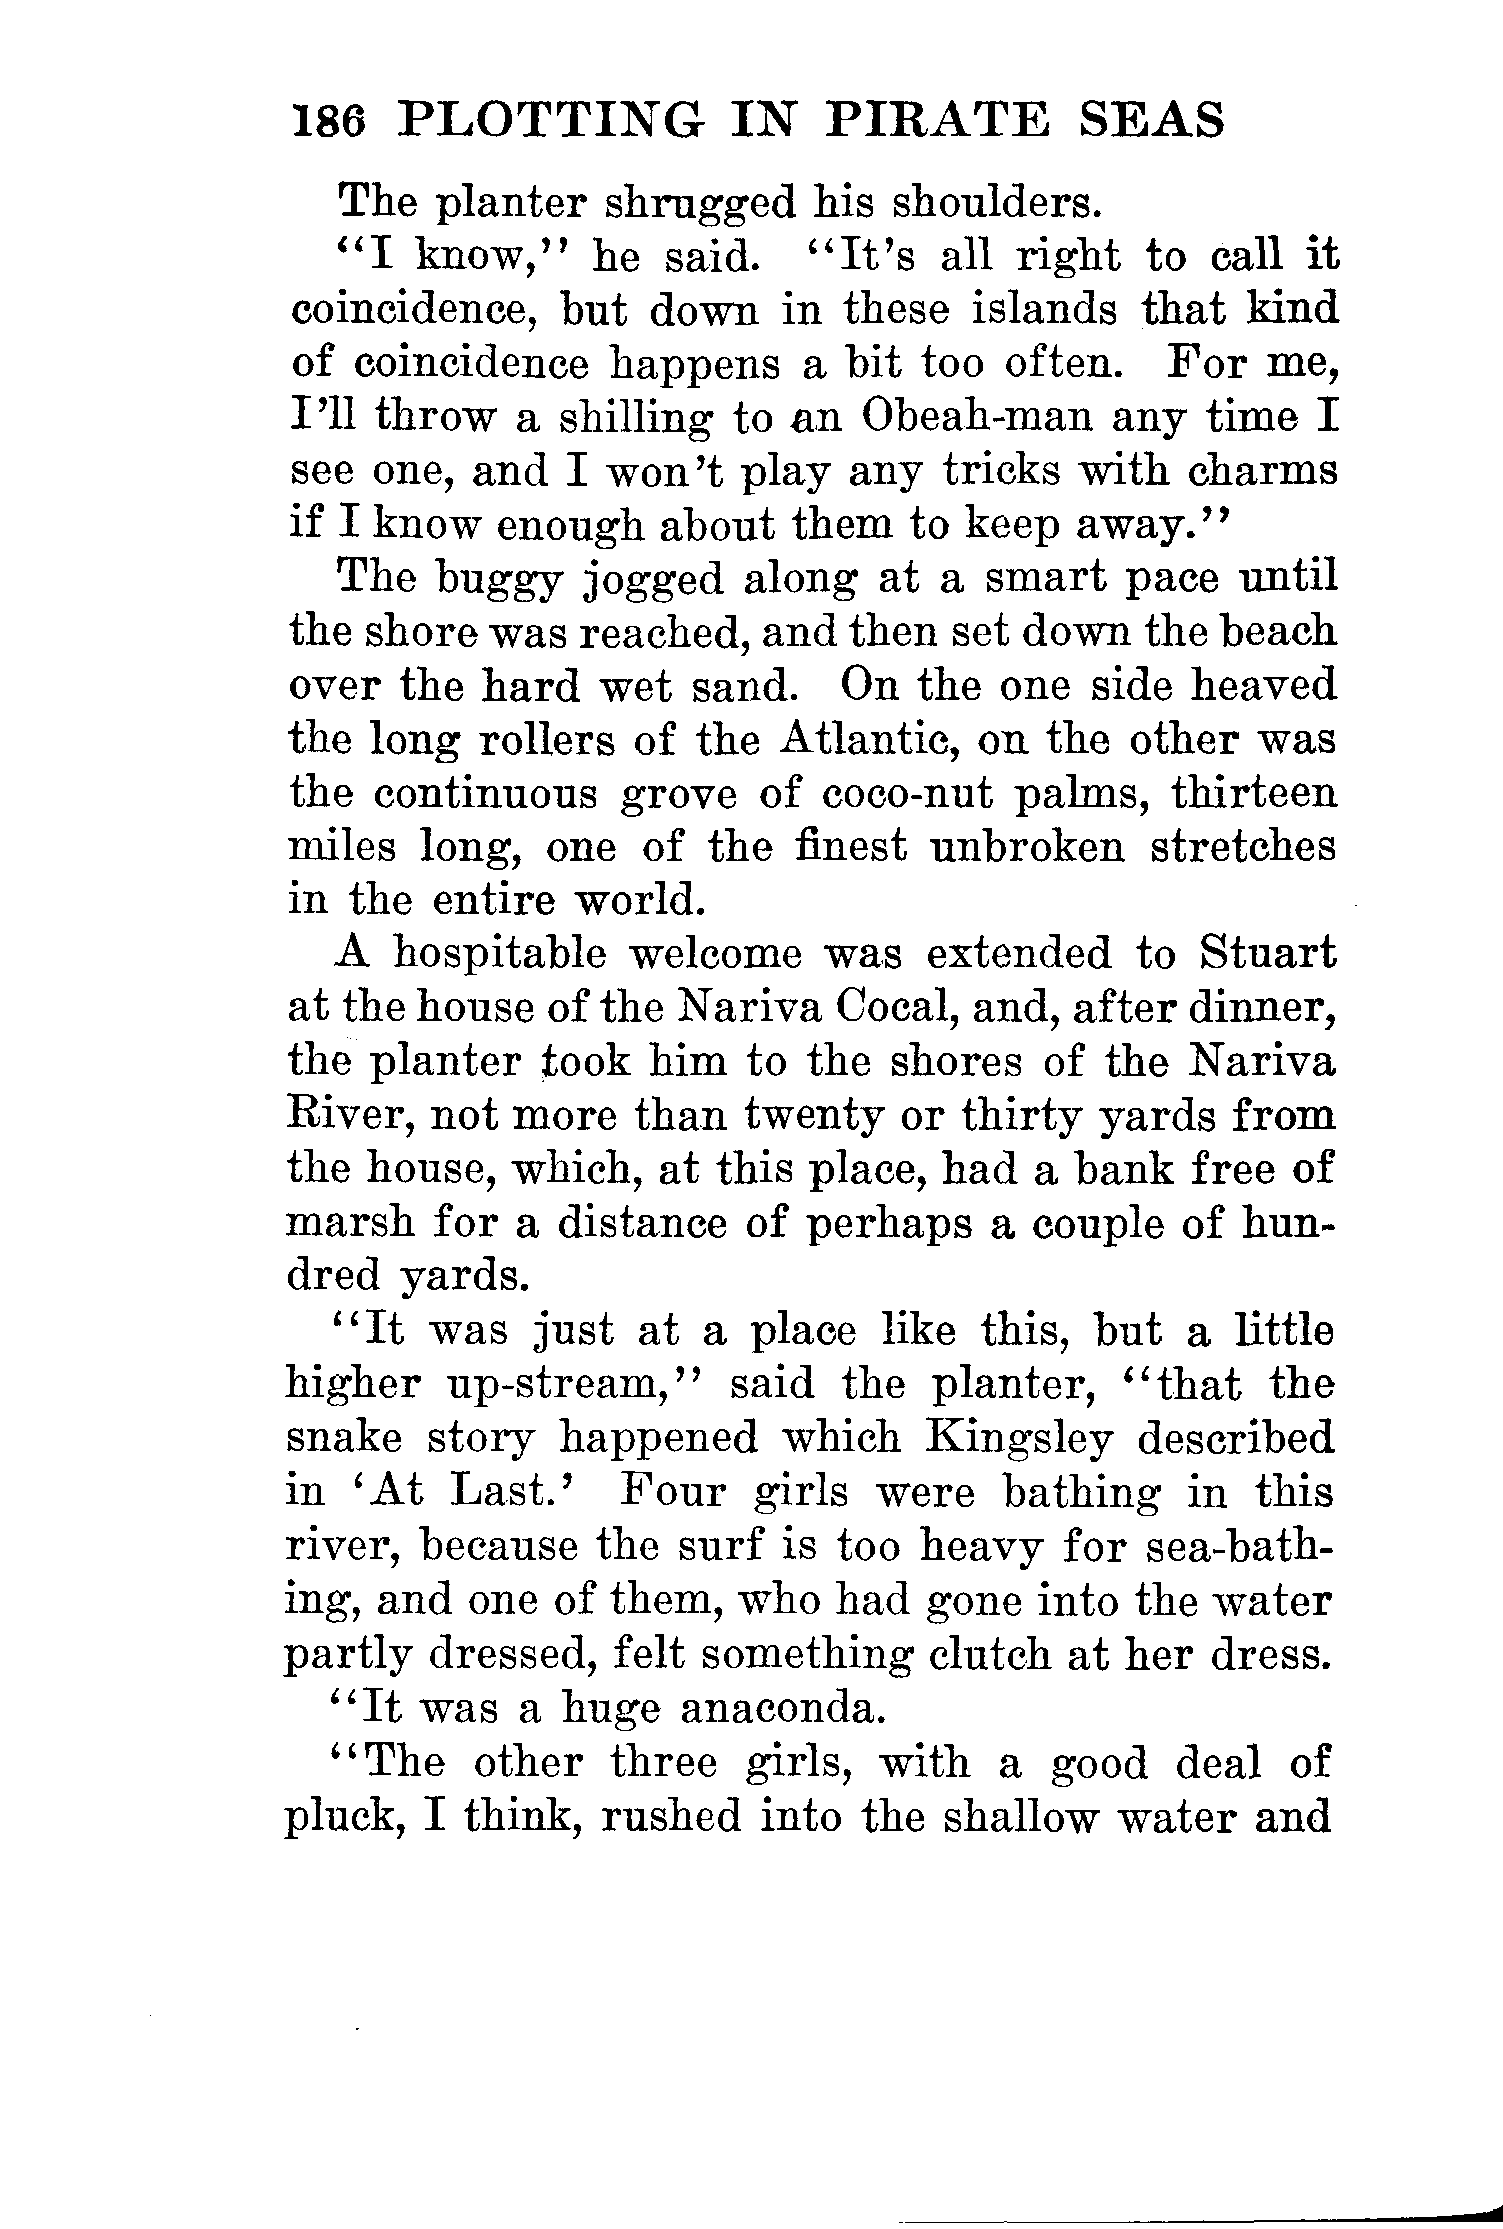 186 PLOTTING IN PIRATE SEAS
The planter shrugged his shoulders.
“I know,” he said. “It’s all right to call it
coincidence, but down in these islands that kind
of coincidence happens a bit too often. For me,
I’ll throw a shilling to an Obeah-man any time I
see one, and I won’t play any tricks with charms
if I know enough about them to keep away.”
The buggy jogged along at a smart pace until
the shore was reached, and then set down the beach
over the hard wet sand. On the one side heaved
the long rollers of the Atlantic, on the other was
the continuous grove of coco-nut palms, thirteen
miles long, one of the finest unbroken stretches
in the entire world.
A hospitable welcome was extended to Stuart
at the house of the Nariva Cocal, and, after dinner,
the planter took him to the shores of the Nariva
River, not more than twenty or thirty yards from
the house, which, at this place, had a bank free of
marsh for a distance of perhaps a couple of hun-
dred yards.
“It was just at a place like this, but a little
higher up-stream,” said the planter, “that the
snake story happened which Kingsley described
in ‘At Last.’ Four girls were bathing in this
river, because the surf is too heavy for sea-bath-
ing, and one of them, who had gone into the water
partly dressed, felt something clutch at her dress.
“It was a huge anaconda.
“The other three girls, with a good deal of
pluck, I think, rushed into the shallow water and